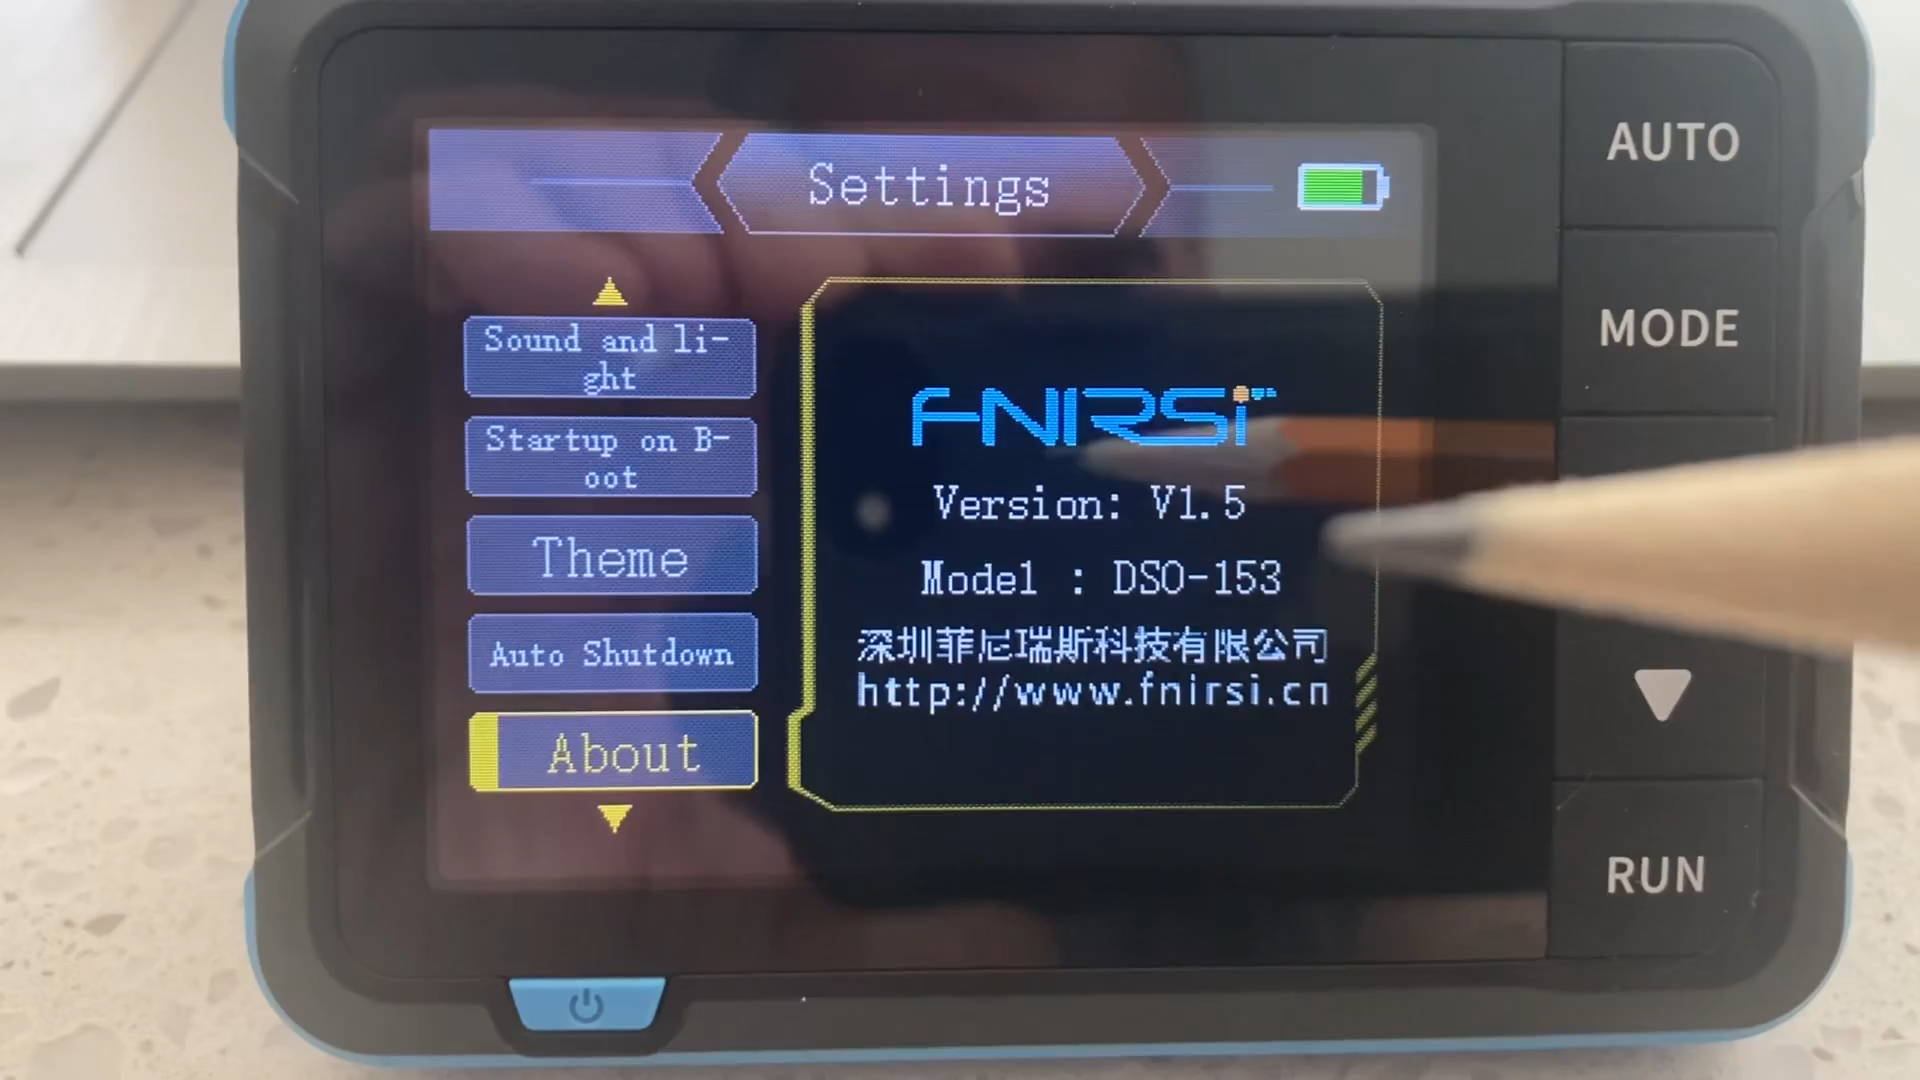 Settings
Sound and li-
ght
Startup on B-
oot
Theme
Auto Shutdown
About
FNIRSI
Version: V1.5
Model : DSO-153
深圳菲尼瑞斯科技有限公司
http://www.fnirsi.cn
AUTO
MODE
RUN